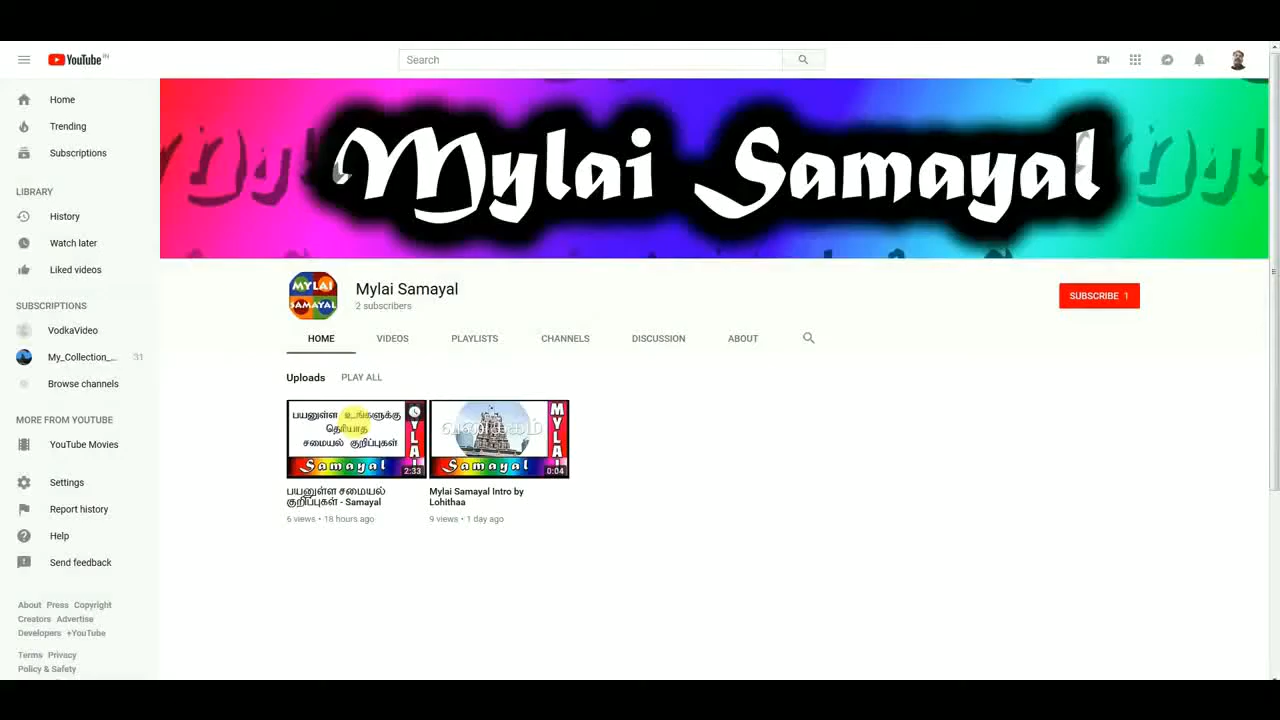 YouTube IN
Search
Home
Trending
Subscriptions
LIBRARY
History
Watch later
Liked videos
SUBSCRIPTIONS
VodkaVideo
My_Collection_... 31
Browse channels
MORE FROM YOUTUBE
YouTube Movies
Settings
Report history
Help
Send feedback
About Press Copyright
Creators Advertise
Developers +YouTube
Terms Privacy
Policy & Safety
Mylai Samayal
MYLAI
SAMAYAL
Mylai Samayal
2 subscribers
SUBSCRIBE 1
HOME VIDEOS PLAYLISTS CHANNELS DISCUSSION ABOUT
Uploads PLAY ALL
பயனுள்ள உங்களுக்கு
தெரியாத
சமையல் குறிப்புகள்
MYLAI
Samayal
2:33
வணக்கம்
MYLAI
Samayal
0:04
பயனுள்ள சமையல்
குறிப்புகள் - Samayal
6 views • 18 hours ago
Mylai Samayal Intro by
Lohithaa
9 views • 1 day ago